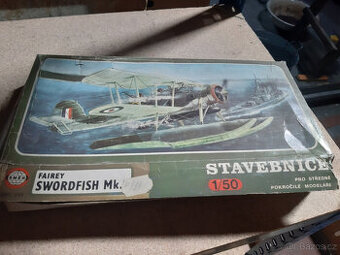 STAVEBNICE
FAIREY
SWORDFISH Mk.
1/50
PRO STŘEDNĚ
POKROČILÉ MODELÁŘE